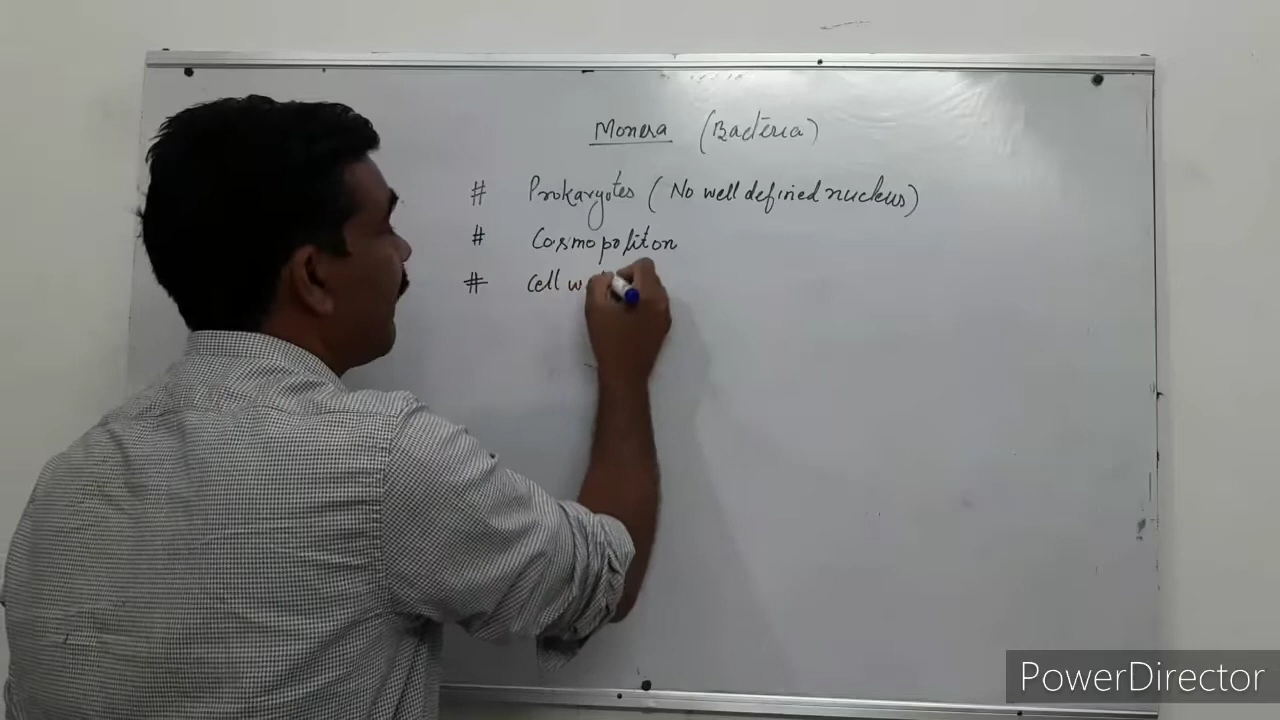 Monera (Bacteria)
# Prokaryotes (No well defined nucleus)
# Cosmopoliton
# Cell w
PowerDirector